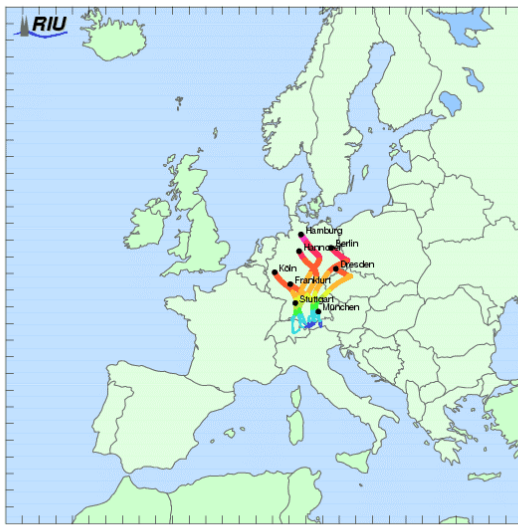 RIU
Hamburg
Hannover
Berlin
Dresden
Köln
Frankfurt
Stuttgart
München